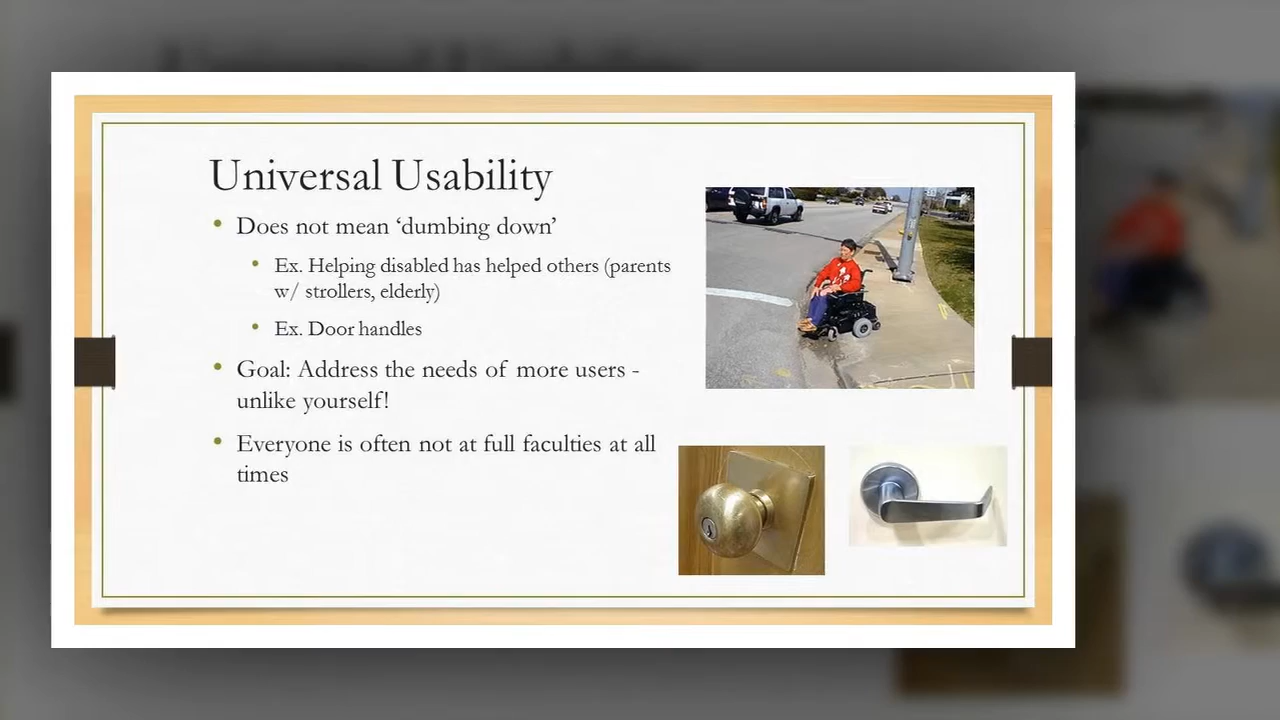 Universal Usability
• Does not mean ‘dumbing down’
• Ex. Helping disabled has helped others (parents
w/ strollers, elderly)
• Ex. Door handles
• Goal: Address the needs of more users -
unlike yourself!
• Everyone is often not at full faculties at all
times